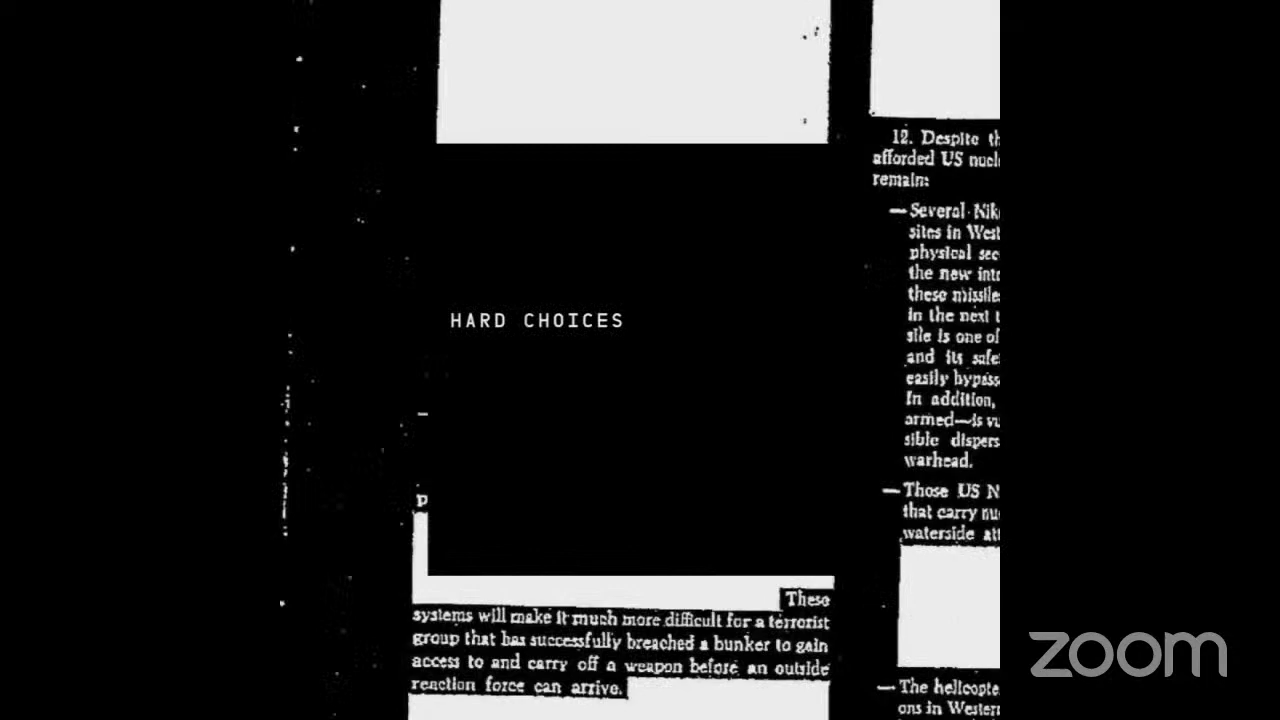 HARD CHOICES
These
systems will make it much more difficult for a terrorist
group that has successfully breached a bunker to gain
access to and carry off a weapon before an outside
reaction force can arrive.
12. Despite
afforded US
remain:
—Several
sites in
physical
the new
these
in the next
sile is one of
and its
easily
In addition,
armed—is
sible
warhead.
—Those US
that carry
waterside
—The
ons in
zoom